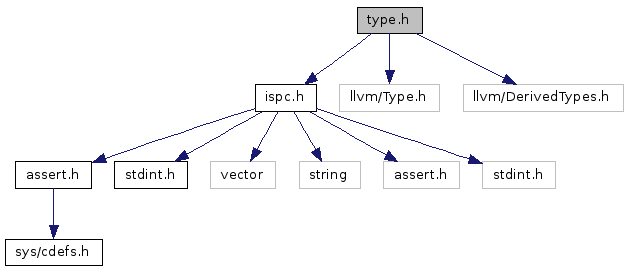 type.h
ispc.h
llvm/Type.h
llvm/DerivedTypes.h
assert.h
stdint.h
vector
string
assert.h
stdint.h
sys/cdefs.h